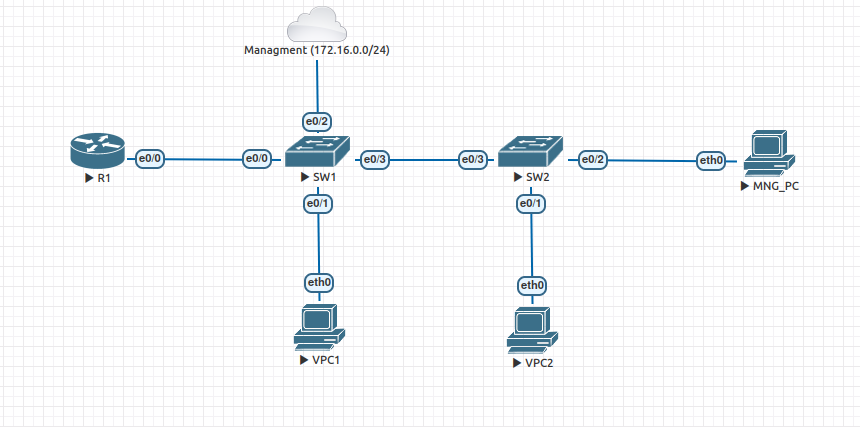 Managment (172.16.0.0/24)
e0/2
R1
e0/0
e0/0
SW1
e0/3
e0/3
SW2
e0/2
eth0
MNG_PC
e0/1
e0/1
eth0
eth0
VPC1
VPC2